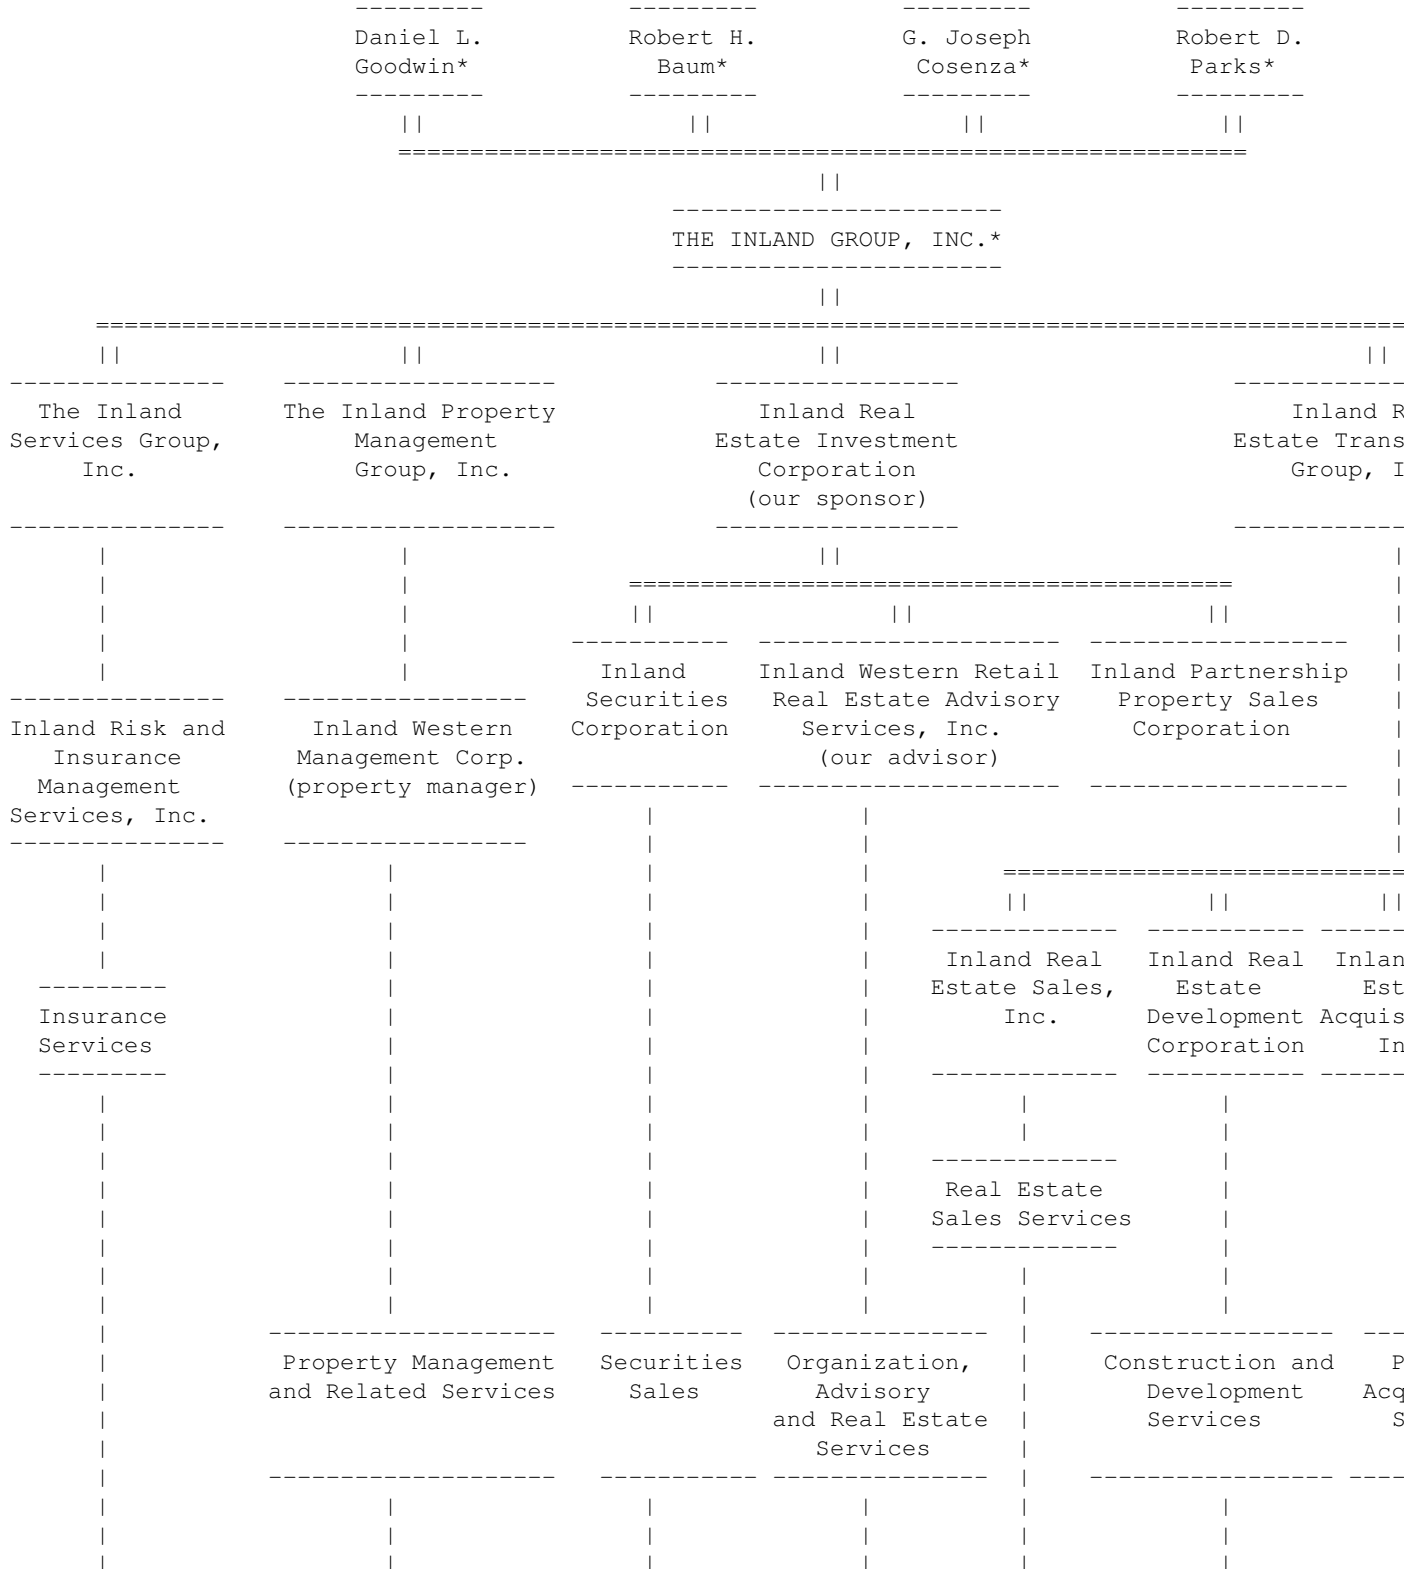 Daniel L. Robert H. G. Joseph Robert D.
Goodwin* Baum* Cosenza* Parks*
THE INLAND GROUP, INC.*
The Inland The Inland Property Inland Real Inland
Services Group, Management Estate Investment Estate
Inc. Group, Inc. Corporation Group,
(our sponsor)
Inland Inland Western Retail Inland Partnership
Securities Real Estate Advisory Property Sales
Inland Risk and Inland Western Corporation Services, Inc. Corporation
Insurance Management Corp. (our advisor)
Management (property manager)
Services, Inc.
Inland Real Inland Real
Estate Sales, Estate
Insurance Inc. Development
Services Corporation
Real Estate
Sales Services
Property Management Securities Organization, Construction and
and Related Services Sales Advisory Development
and Real Estate Services
Services